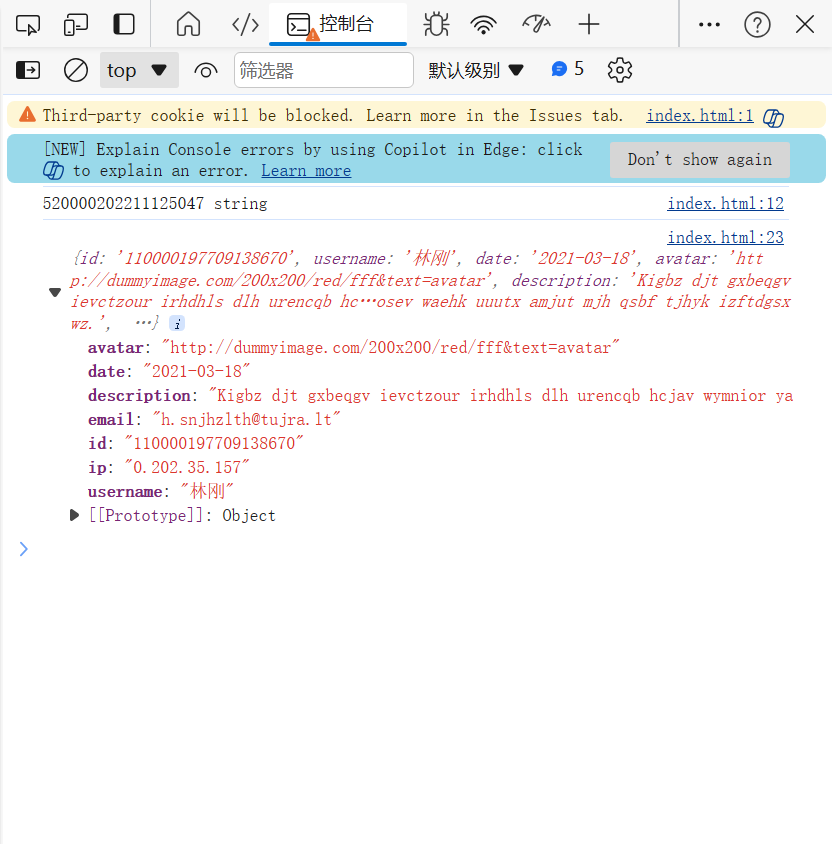 控制台
top
筛选器
默认级别
5
Third-party cookie will be blocked. Learn more in the Issues tab. index.html:1
[NEW] Explain Console errors by using Copilot in Edge: click
to explain an error. Learn more
Don't show again
520000202211125047 string index.html:12
index.html:23
{id: '110000197709138670', username: '林刚', date: '2021-03-18', avatar: 'htt
p://dummyimage.com/200x200/red/fff&text=avatar', description: 'Kigbz djt gxbeqgv
ievctzour irhdhls dlh urencqb hc…osev waehk uuutx amjut mjh qsbf tjhyk izftdgsx
wz.', …} i
avatar: "http://dummyimage.com/200x200/red/fff&text=avatar"
date: "2021-03-18"
description: "Kigbz djt gxbeqgv ievctzour irhdhls dlh urencqb hcjav wymnior ya
email: "h.snjhzlth@tujra.lt"
id: "110000197709138670"
ip: "0.202.35.157"
username: "林刚"
[[Prototype]]: Object